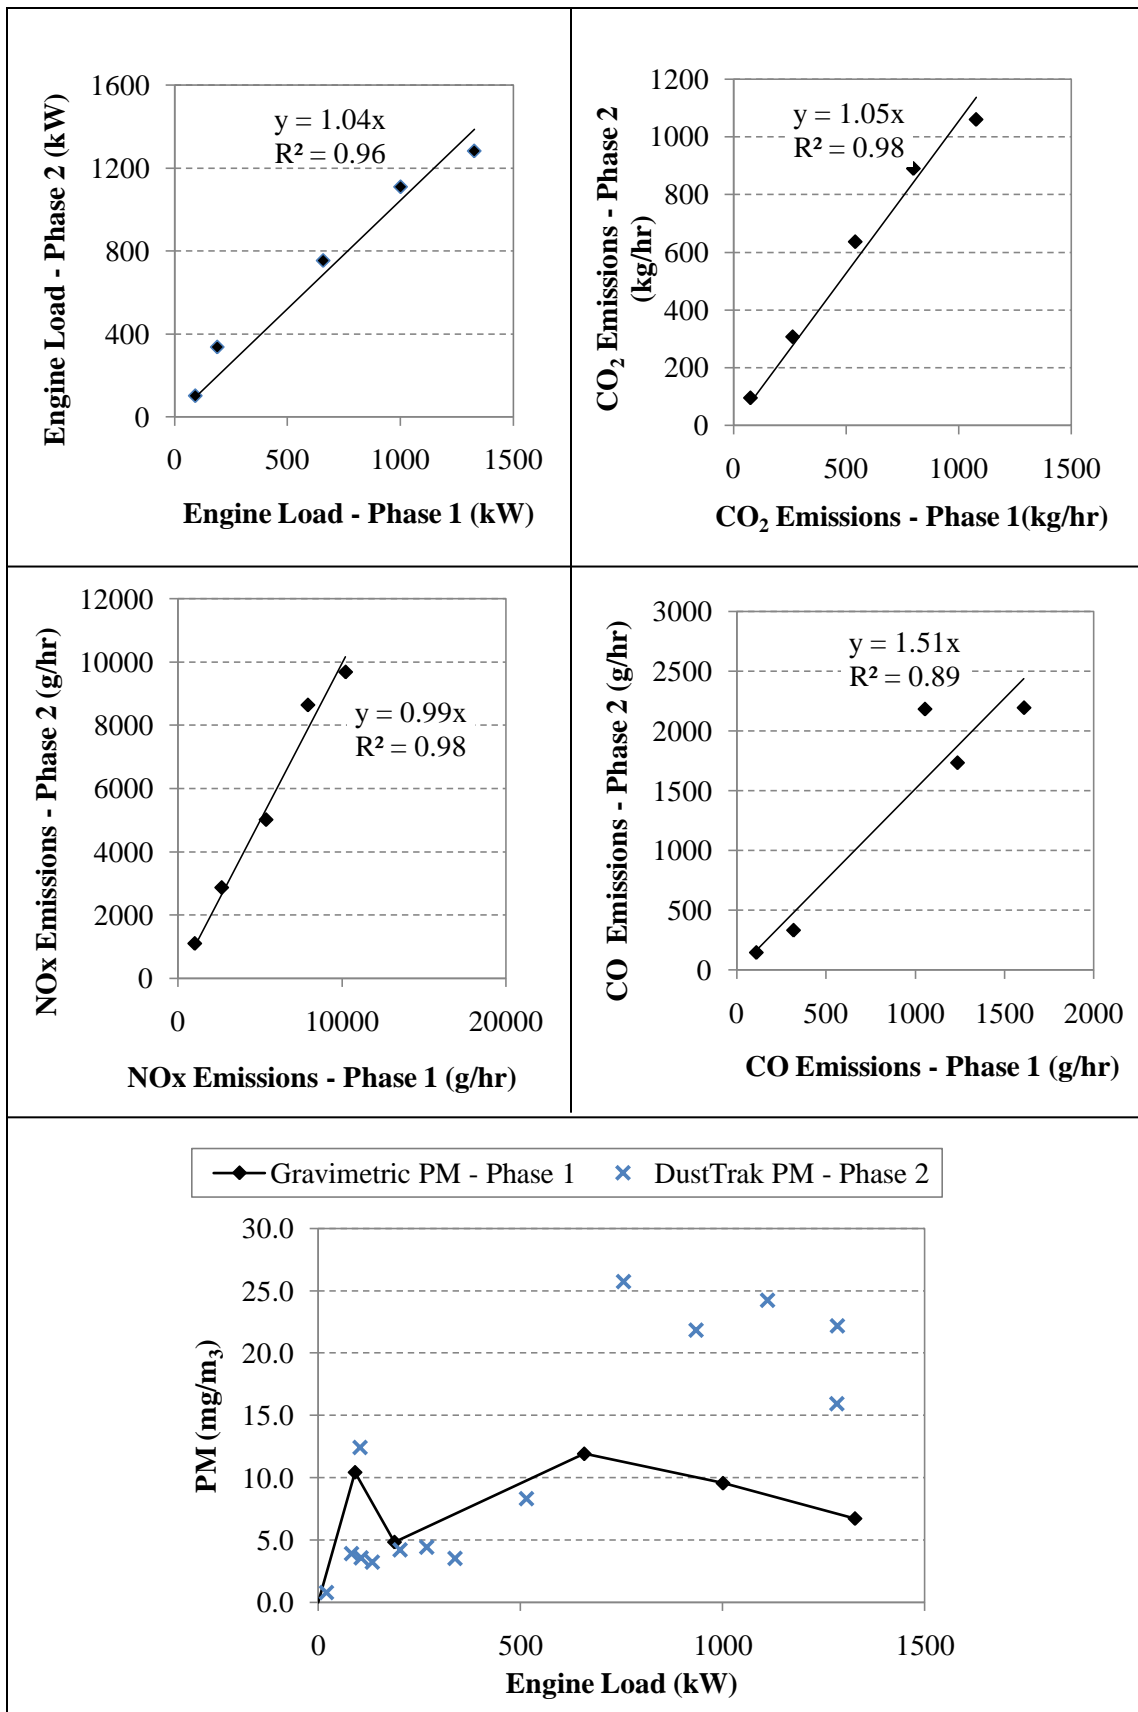 Engine Load - Phase 2 (kW)
1600
1200
800
400
0
y = 1.04x
R² = 0.96
0 500 1000 1500
Engine Load - Phase 1 (kW)
CO₂ Emissions - Phase 2
(kg/hr)
1200
1000
800
600
400
200
0
y = 1.05x
R² = 0.98
0 500 1000 1500
CO₂ Emissions - Phase 1(kg/hr)
NOx Emissions - Phase 2 (g/hr)
12000
10000
8000
6000
4000
2000
0
y = 0.99x
R² = 0.98
0 10000 20000
NOx Emissions - Phase 1 (g/hr)
CO Emissions - Phase 2 (g/hr)
3000
2500
2000
1500
1000
500
0
y = 1.51x
R² = 0.89
0 500 1000 1500 2000
CO Emissions - Phase 1 (g/hr)
Gravimetric PM - Phase 1 DustTrak PM - Phase 2
PM (mg/m₃)
30.0
25.0
20.0
15.0
10.0
5.0
0.0
0 500 1000 1500
Engine Load (kW)